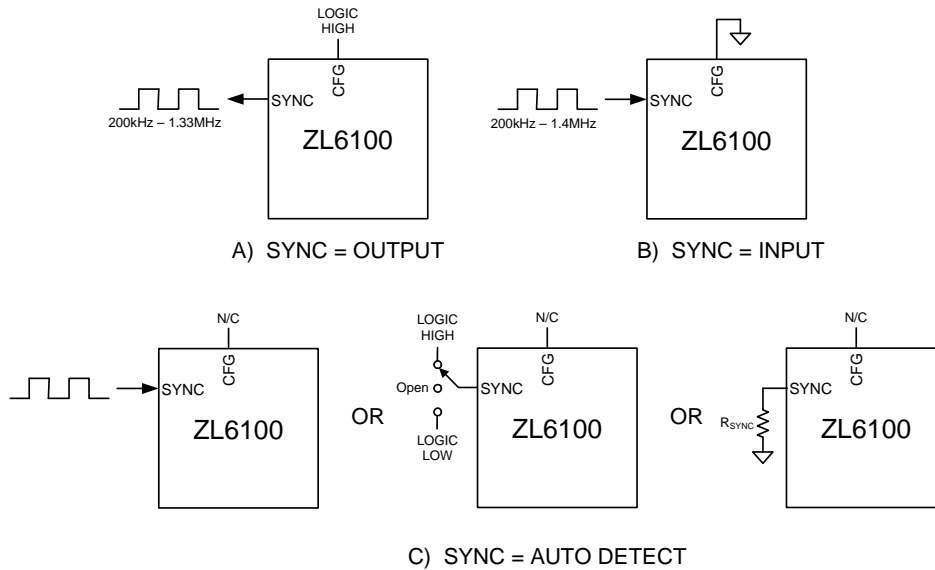 LOGIC
HIGH
CFG
SYNC
200kHz – 1.33MHz
ZL6100
A) SYNC = OUTPUT
CFG
SYNC
200kHz – 1.4MHz
ZL6100
B) SYNC = INPUT
N/C
CFG
SYNC
ZL6100
OR
LOGIC
HIGH
Open
LOGIC
LOW
N/C
CFG
SYNC
ZL6100
OR
N/C
CFG
SYNC
RSYNC
ZL6100
C) SYNC = AUTO DETECT